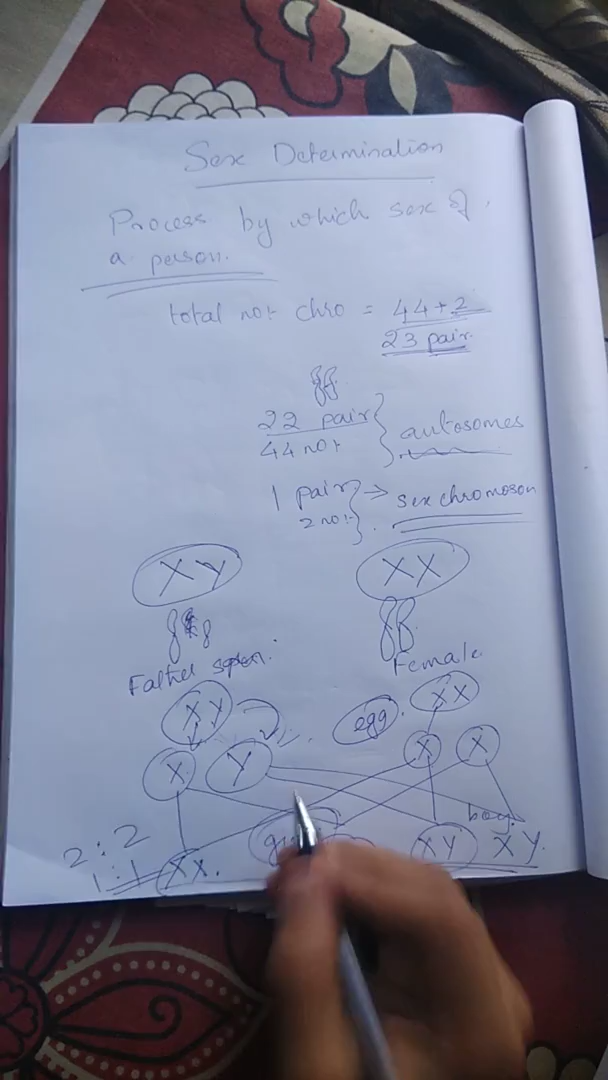 Sex Determination
Process by which sex of
a person.
total no:- chro = 44+2
23 pair
22 pair
44 no:- } autosomes
1 pair
2 no:- } → sex chromoson
XY XX
Father Female
XY egg. XX
X Y X X
boy
2:2
1:1 XX. XY XY.